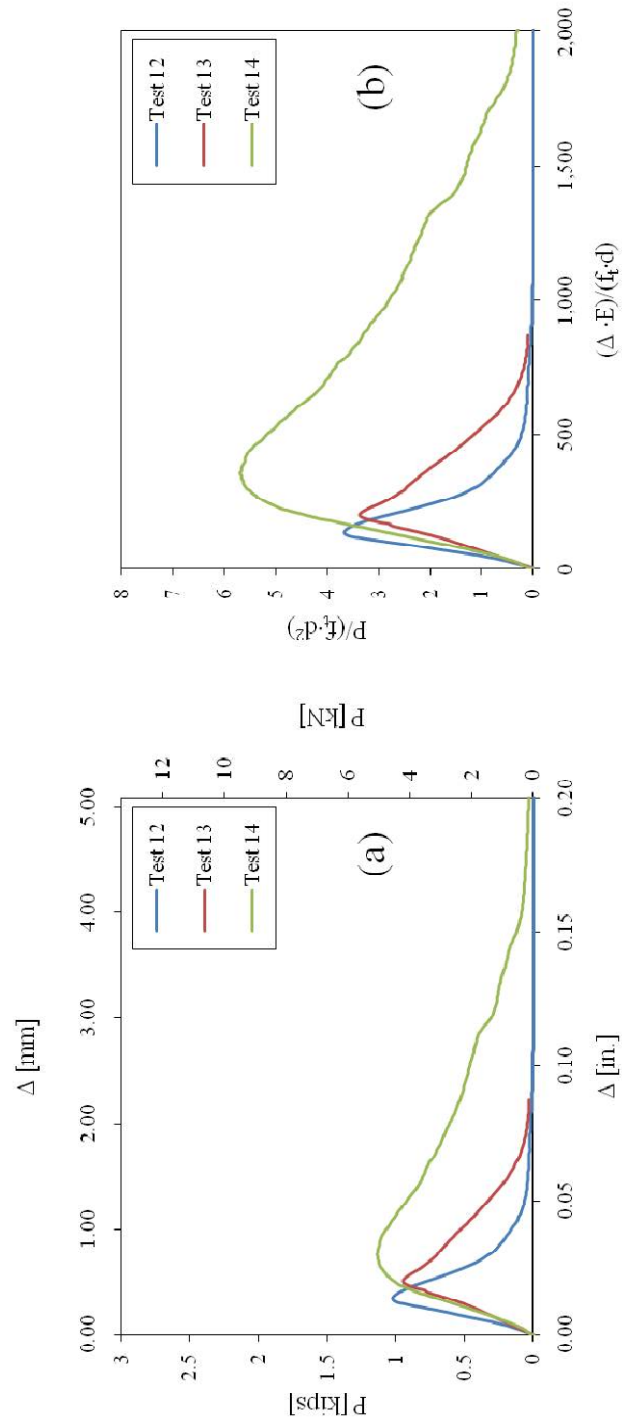 Δ [mm]
0.00 1.00 2.00 3.00 4.00 5.00
P [kips]
3
2.5
2
1.5
1
0.5
0
P [kN]
12
10
8
6
4
2
0
Test 12
Test 13
Test 14
(a)
0.00 0.05 0.10 0.15 0.20
Δ [in.]
P/(fₜ·d²)
8
7
6
5
4
3
2
1
0
Test 12
Test 13
Test 14
(b)
0 500 1,000 1,500 2,000
(Δ·E)/(fₜ·d)